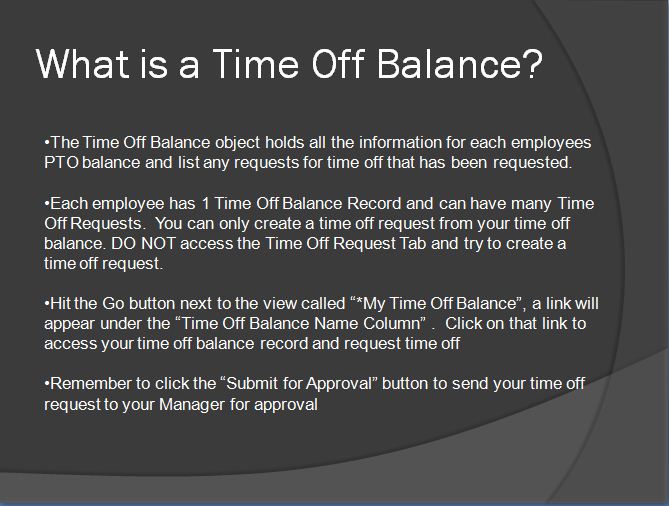 What is a Time Off Balance?
•The Time Off Balance object holds all the information for each employees
PTO balance and list any requests for time off that has been requested.
•Each employee has 1 Time Off Balance Record and can have many Time
Off Requests.  You can only create a time off request from your time off
balance. DO NOT access the Time Off Request Tab and try to create a
time off request.
•Hit the Go button next to the view called “*My Time Off Balance”, a link will
appear under the “Time Off Balance Name Column” .  Click on that link to
access your time off balance record and request time off
•Remember to click the “Submit for Approval” button to send your time off
request to your Manager for approval